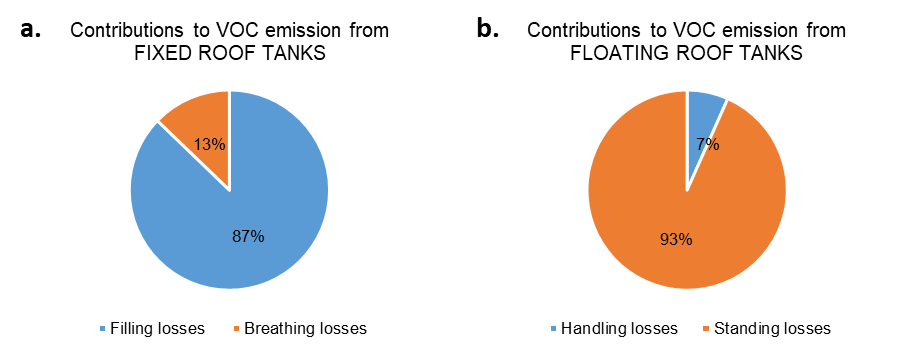 a.
Contributions to VOC emission from
FIXED ROOF TANKS
13%
87%
Filling losses
Breathing losses
b.
Contributions to VOC emission from
FLOATING ROOF TANKS
7%
93%
Handling losses
Standing losses